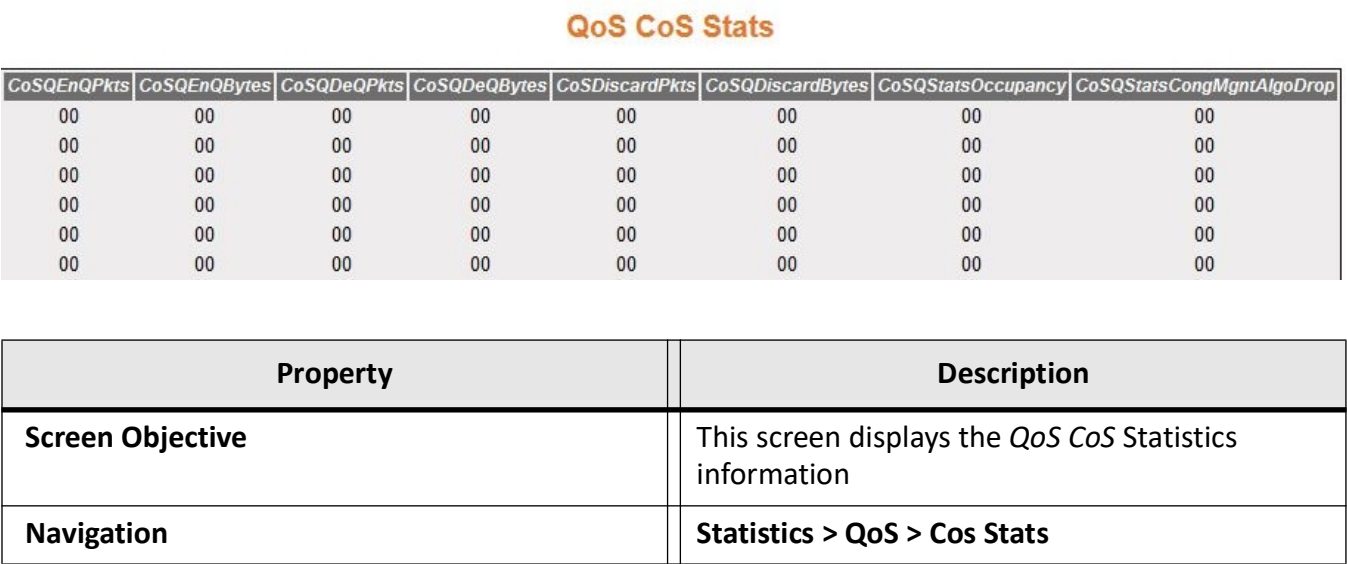 QoS CoS Stats
CoSQEnQPkts CoSQEnQBytes CoSQDeQPkts CoSQDeQBytes CoSDiscardPkts CoSQDiscardBytes CoSQStatsOccupancy CoSQStatsCongMgntAlgoDrop
00 00 00 00 00 00 00 00
00 00 00 00 00 00 00 00
00 00 00 00 00 00 00 00
00 00 00 00 00 00 00 00
00 00 00 00 00 00 00 00
00 00 00 00 00 00 00 00
Property Description
Screen Objective This screen displays the QoS CoS Statistics
information
Navigation Statistics > QoS > Cos Stats